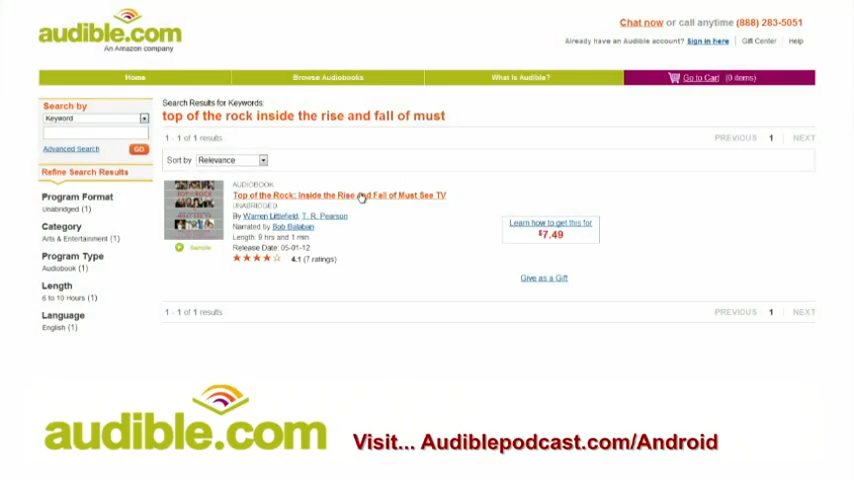 audible.com
An Amazon company
Chat now or call anytime (888) 283-5051
Already have an Audible account? Sign in here | Gift Center | Help
Home
Browse Audiobooks
What is Audible?
Go to Cart (0 items)
Search by
Keyword
Advanced Search
GO
Refine Search Results
Program Format
Unabridged (1)
Category
Arts & Entertainment (1)
Program Type
Audiobook (1)
Length
6 to 10 Hours (1)
Language
English (1)
Search Results for Keywords:
top of the rock inside the rise and fall of must
1 - 1 of 1 results
PREVIOUS 1 NEXT
Sort by Relevance
AUDIOBOOK
Top of the Rock: Inside the Rise and Fall of Must See TV
UNABRIDGED
By Warren Littlefield, T. R. Pearson
Narrated by Bob Balaban
Length: 9 hrs and 1 min
Release Date: 05-01-12
4.1 (7 ratings)
Sample
Learn how to get this for
$7.49
Give as a Gift
1 - 1 of 1 results
PREVIOUS 1 NEXT
audible.com
Visit... Audiblepodcast.com/Android